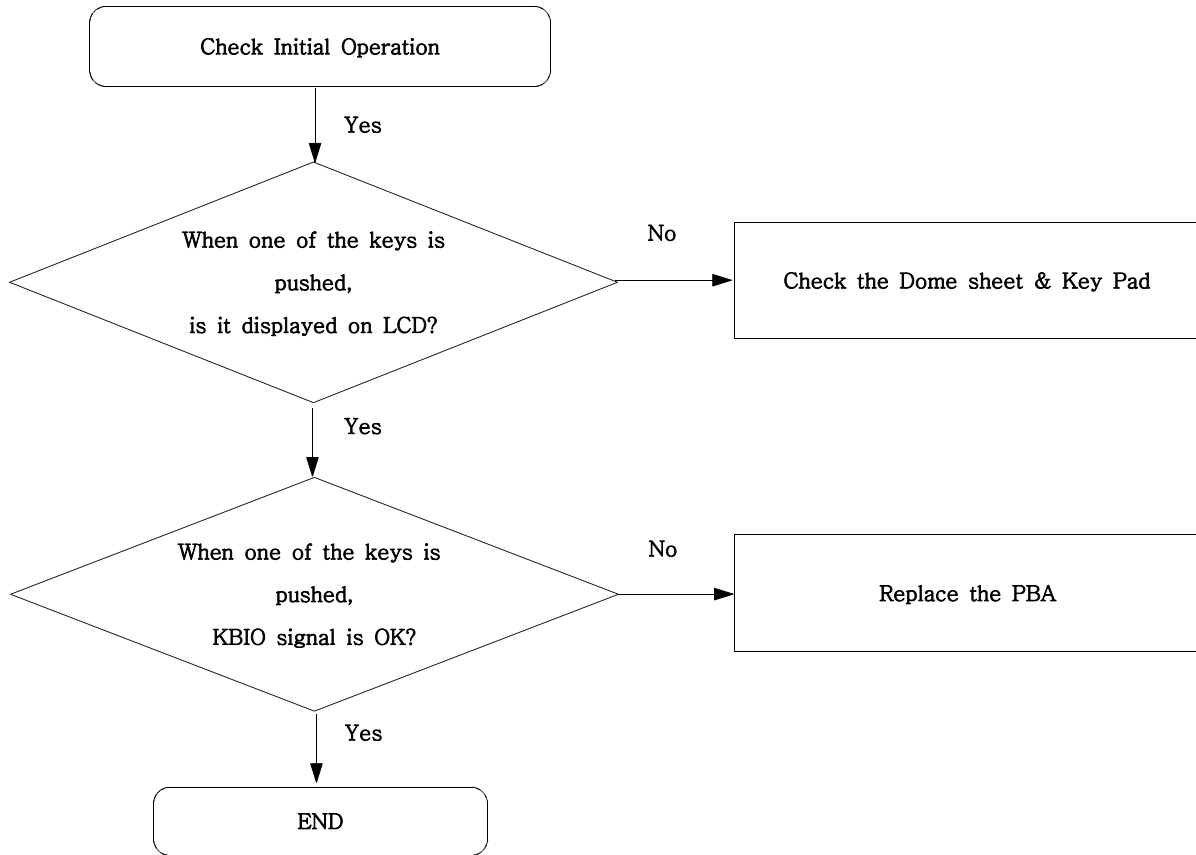 Check Initial Operation
Yes
When one of the keys is
pushed,
is it displayed on LCD?
No
Check the Dome sheet & Key Pad
Yes
When one of the keys is
pushed,
KBIO signal is OK?
No
Replace the PBA
Yes
END